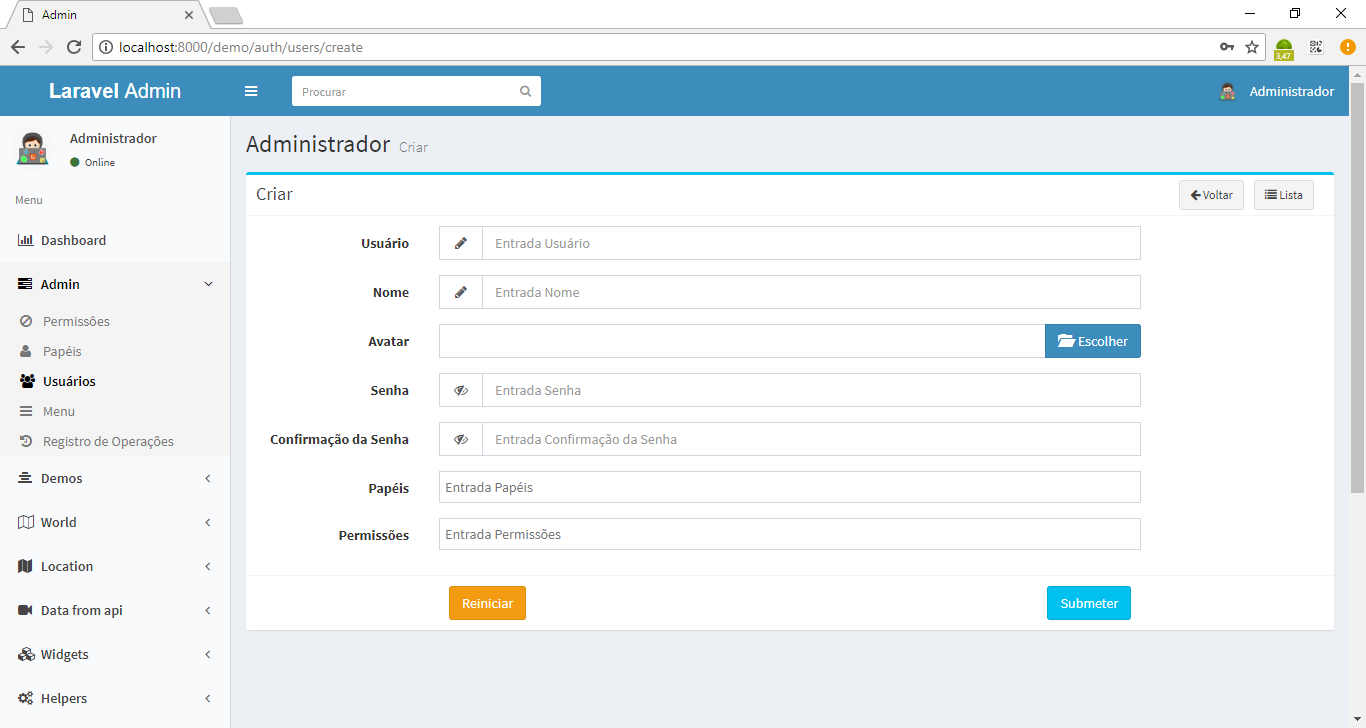 Admin
localhost:8000/demo/auth/users/create
3,47
Laravel Admin
Procurar
Administrador
Administrador
Online
Menu
Dashboard
Admin
Permissões
Papéis
Usuários
Menu
Registro de Operações
Demos
World
Location
Data from api
Widgets
Helpers
Administrador Criar
Criar
Voltar
Lista
Usuário
Entrada Usuário
Nome
Entrada Nome
Avatar
Escolher
Senha
Entrada Senha
Confirmação da Senha
Entrada Confirmação da Senha
Papéis
Entrada Papéis
Permissões
Entrada Permissões
Reiniciar
Submeter